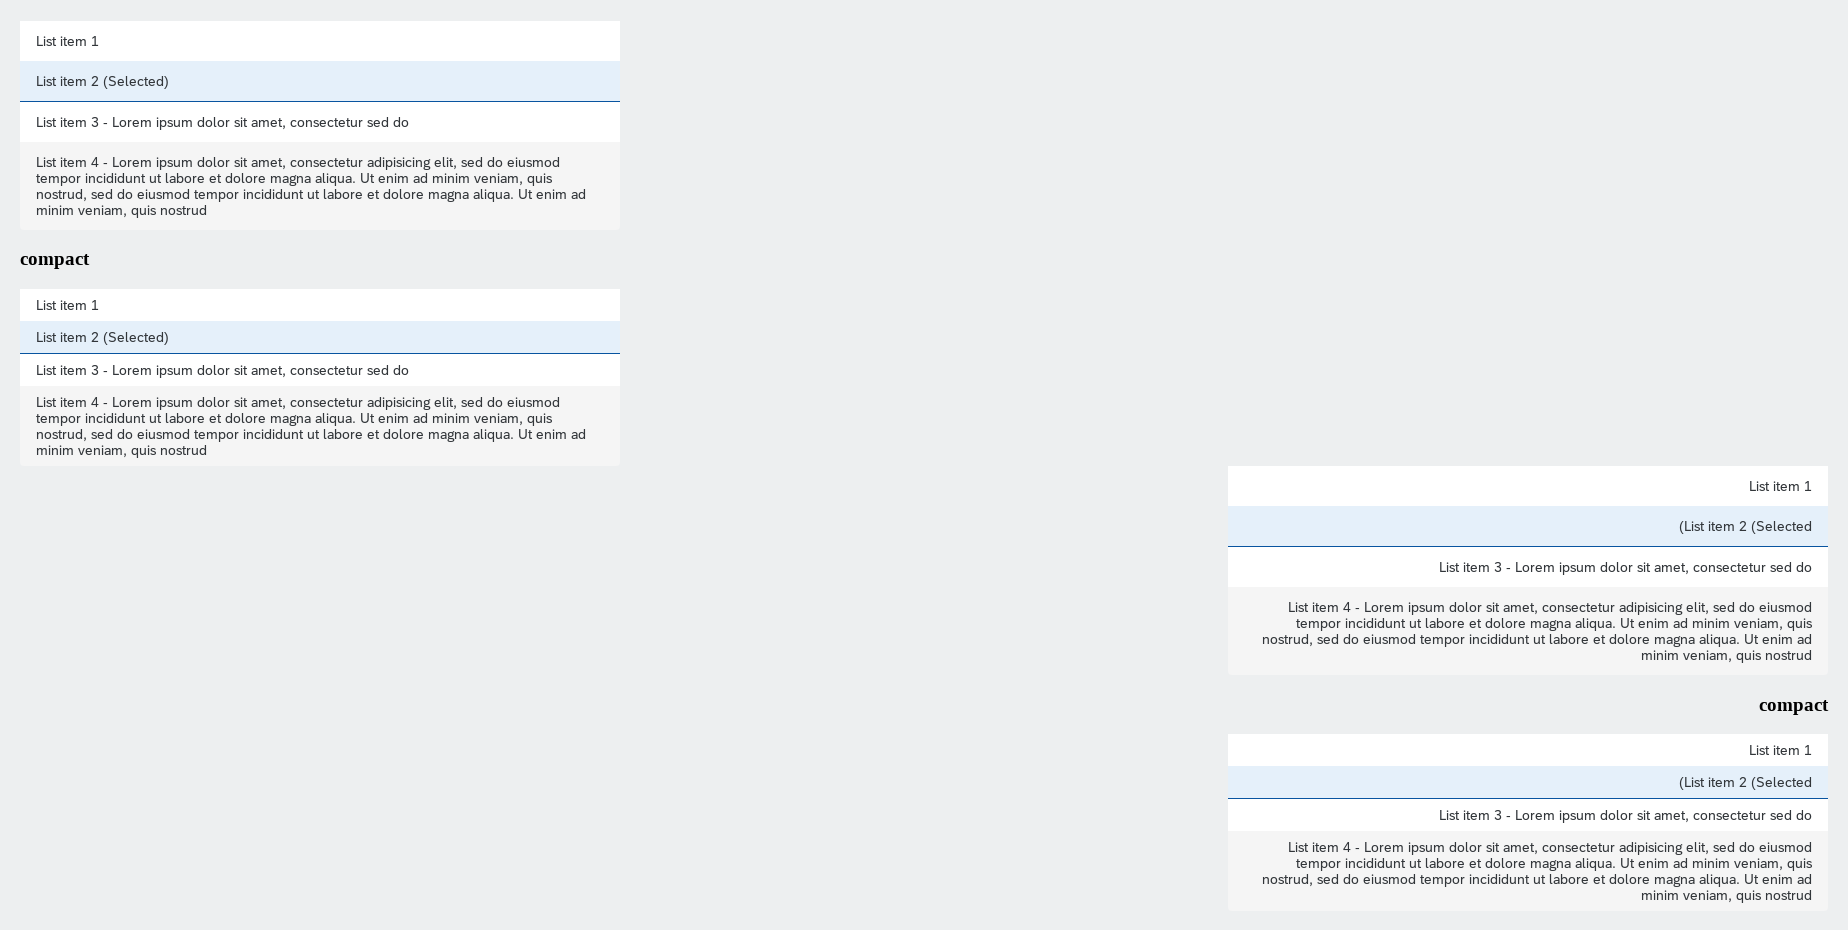 List item 1
List item 2 (Selected)
List item 3 - Lorem ipsum dolor sit amet, consectetur sed do
List item 4 - Lorem ipsum dolor sit amet, consectetur adipisicing elit, sed do eiusmod
tempor incididunt ut labore et dolore magna aliqua. Ut enim ad minim veniam, quis
nostrud, sed do eiusmod tempor incididunt ut labore et dolore magna aliqua. Ut enim ad
minim veniam, quis nostrud
compact
List item 1
List item 2 (Selected)
List item 3 - Lorem ipsum dolor sit amet, consectetur sed do
List item 4 - Lorem ipsum dolor sit amet, consectetur adipisicing elit, sed do eiusmod
tempor incididunt ut labore et dolore magna aliqua. Ut enim ad minim veniam, quis
nostrud, sed do eiusmod tempor incididunt ut labore et dolore magna aliqua. Ut enim ad
minim veniam, quis nostrud
List item 1
(List item 2 (Selected
List item 3 - Lorem ipsum dolor sit amet, consectetur sed do
List item 4 - Lorem ipsum dolor sit amet, consectetur adipisicing elit, sed do eiusmod
tempor incididunt ut labore et dolore magna aliqua. Ut enim ad minim veniam, quis
nostrud, sed do eiusmod tempor incididunt ut labore et dolore magna aliqua. Ut enim ad
minim veniam, quis nostrud
compact
List item 1
(List item 2 (Selected
List item 3 - Lorem ipsum dolor sit amet, consectetur sed do
List item 4 - Lorem ipsum dolor sit amet, consectetur adipisicing elit, sed do eiusmod
tempor incididunt ut labore et dolore magna aliqua. Ut enim ad minim veniam, quis
nostrud, sed do eiusmod tempor incididunt ut labore et dolore magna aliqua. Ut enim ad
minim veniam, quis nostrud